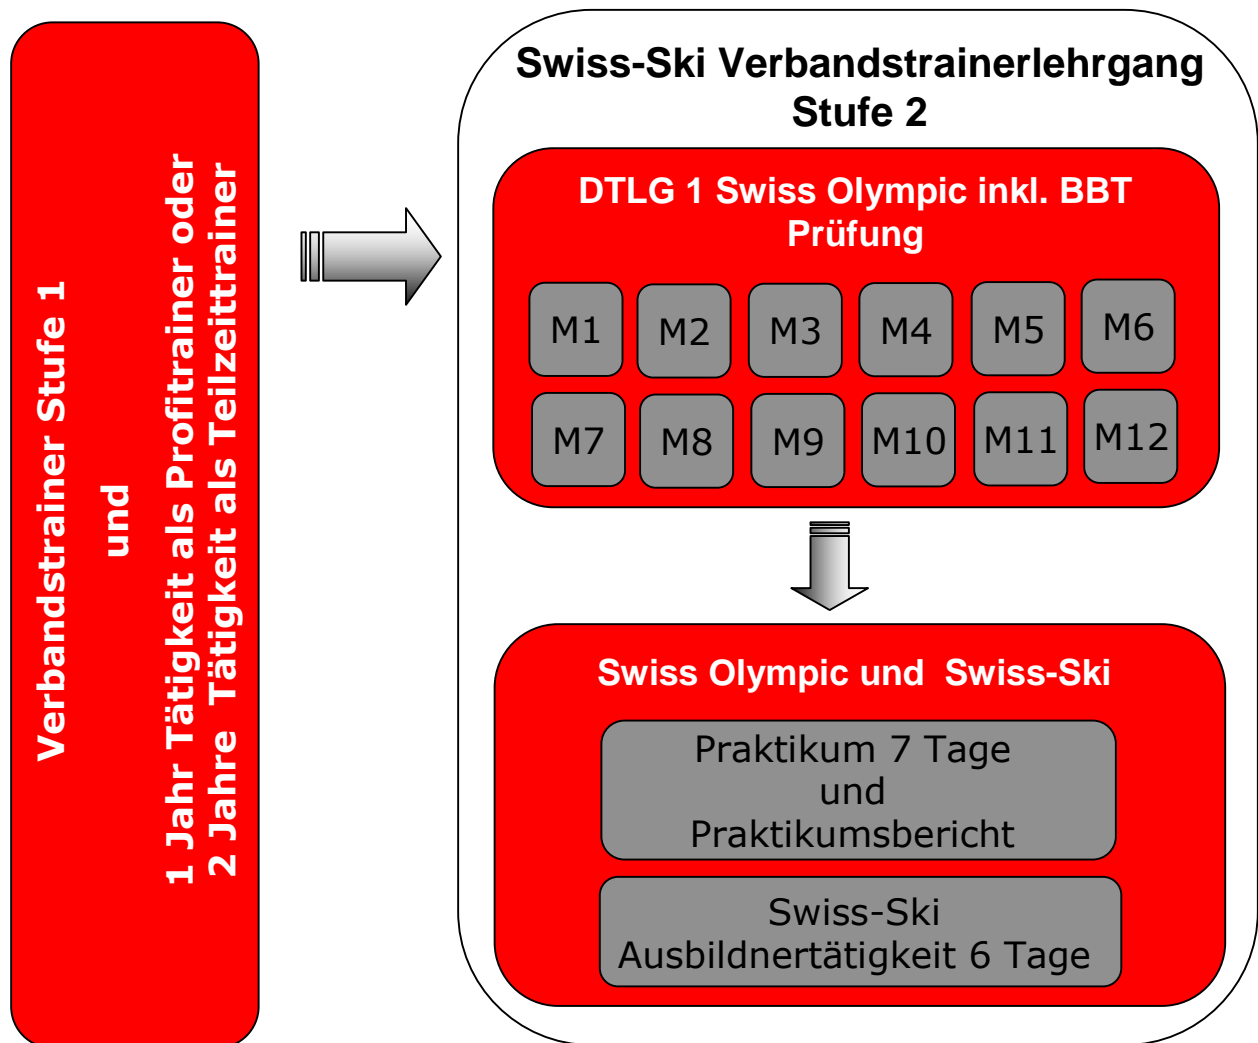 Verbandstrainer Stufe 1
und
1 Jahr Tätigkeit als Profitrainer oder
2 Jahre Tätigkeit als Teilzeittrainer
Swiss-Ski Verbandstrainerlehrgang
Stufe 2
DTLG 1 Swiss Olympic inkl. BBT
Prüfung
M1 M2 M3 M4 M5 M6
M7 M8 M9 M10 M11 M12
Swiss Olympic und Swiss-Ski
Praktikum 7 Tage
und
Praktikumsbericht
Swiss-Ski
Ausbildnertätigkeit 6 Tage